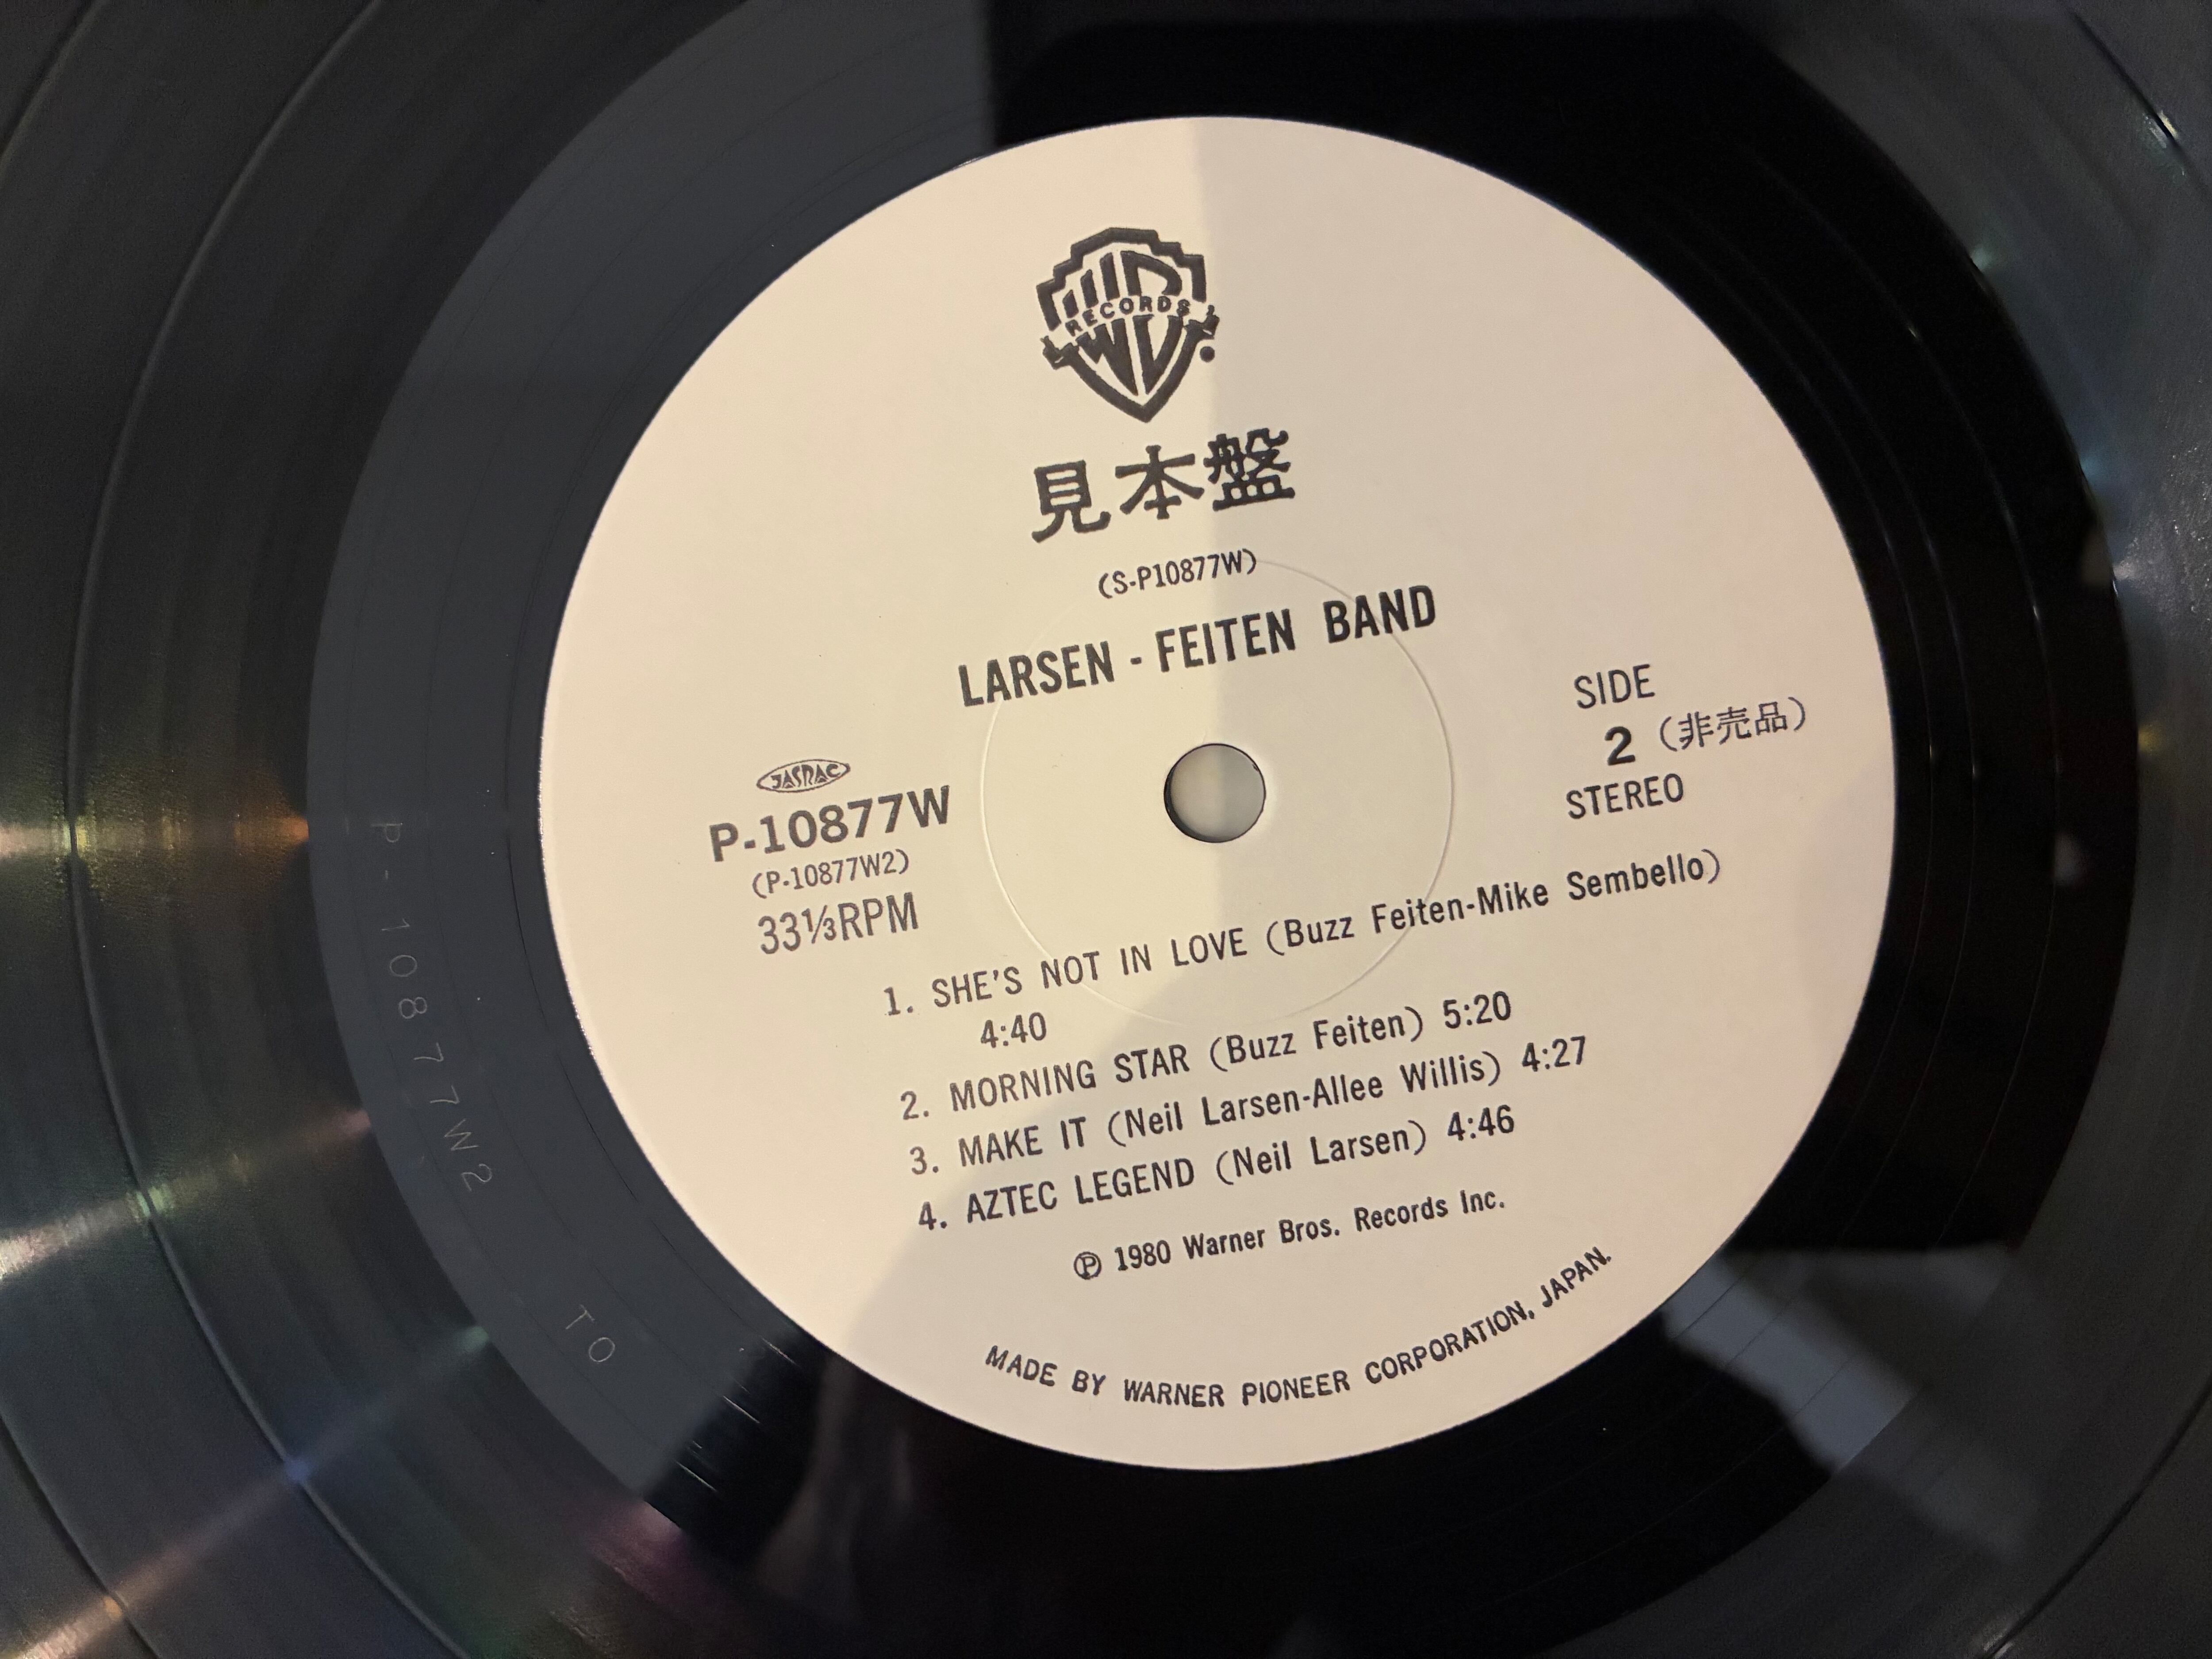 RECORDS
見本盤
(S-P10877W)
LARSEN - FEITEN BAND
SIDE
2 (非売品)
STEREO
JASRAC
P-10877W
(P-10877W2)
33⅓RPM
1. SHE'S NOT IN LOVE (Buzz Feiten-Mike Sembello)
4:40
2. MORNING STAR (Buzz Feiten) 5:20
3. MAKE IT (Neil Larsen-Allee Willis) 4:27
4. AZTEC LEGEND (Neil Larsen) 4:46
Ⓟ 1980 Warner Bros. Records Inc.
MADE BY WARNER PIONEER CORPORATION, JAPAN.
P-10877W2 TO